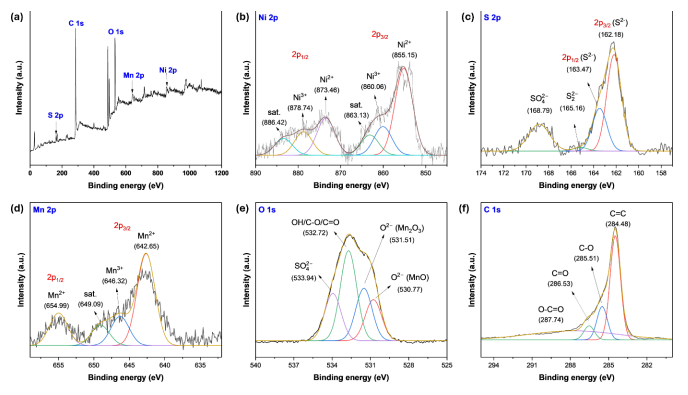 (a)
C 1s
O 1s
Mn 2p
Ni 2p
S 2p
Intensity (a.u.)
0 200 400 600 800 1000 1200
Binding energy (eV)
(b)
Ni 2p
2p1/2
2p3/2
Ni2+
(855.15)
Ni3+
(860.06)
sat.
(863.13)
Ni2+
(873.46)
Ni3+
(878.74)
sat.
(886.42)
Intensity (a.u.)
890 880 870 860 850
Binding energy (eV)
(c)
S 2p
2p3/2 (S2-)
(162.18)
2p1/2 (S2-)
(163.47)
SO42-
(168.79)
S22-
(165.16)
Intensity (a.u.)
174 172 170 168 166 164 162 160
Binding energy (eV)
(d)
Mn 2p
2p3/2
Mn2+
(642.65)
Mn3+
(646.32)
2p1/2
Mn2+
(654.99)
sat.
(649.09)
Intensity (a.u.)
655 650 645 640 635
Binding energy (eV)
(e)
O 1s
OH/C-O/C=O
(532.72)
O2− (Mn2O3)
(531.51)
SO42-
(533.94)
O2− (MnO)
(530.77)
Intensity (a.u.)
540 537 534 531 528 525
Binding energy (eV)
(f)
C 1s
C=C
(284.48)
C-O
(285.51)
C=O
(286.53)
O-C=O
(287.74)
Intensity (a.u.)
294 291 288 285 282
Binding energy (eV)